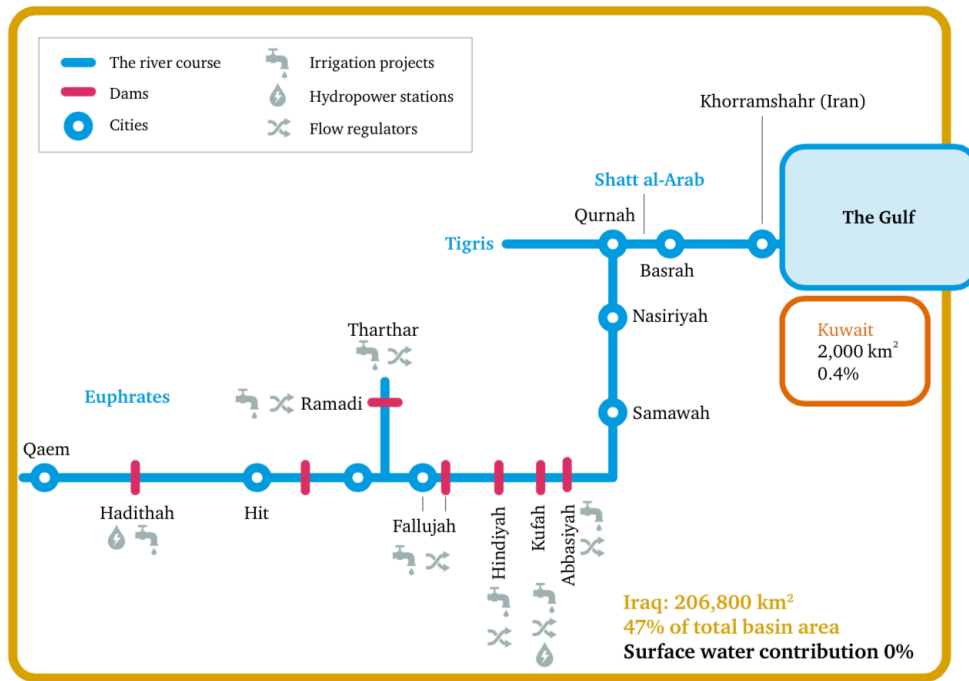 The river course
Dams
Cities
Irrigation projects
Hydropower stations
Flow regulators
Khorramshahr (Iran)
Shatt al-Arab
The Gulf
Qurnah
Tigris
Basrah
Nasiriyah
Kuwait
2,000 km²
0.4%
Tharthar
Euphrates
Ramadi
Samawah
Qaem
Hadithah
Hit
Fallujah
Hindiyah
Kufah
Abbasiyah
Iraq: 206,800 km²
47% of total basin area
Surface water contribution 0%